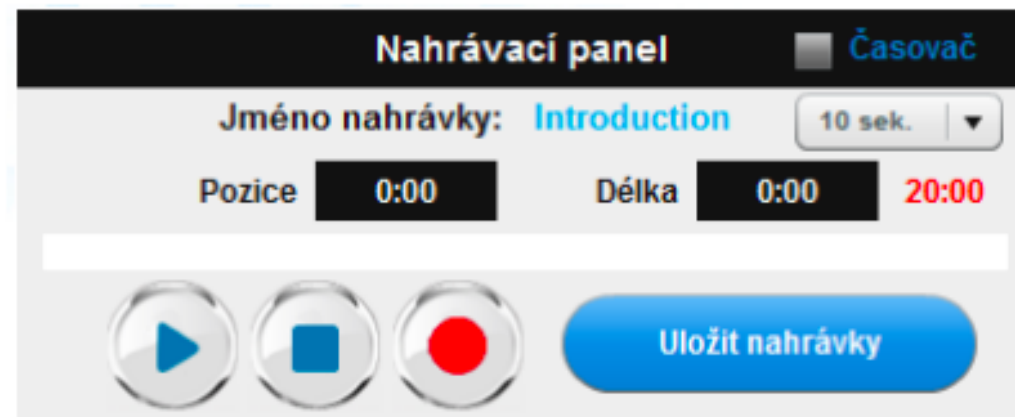 Nahrávací panel Časovač
Jméno nahrávky: Introduction 10 sek.
Pozice 0:00 Délka 0:00 20:00
Uložit nahrávky